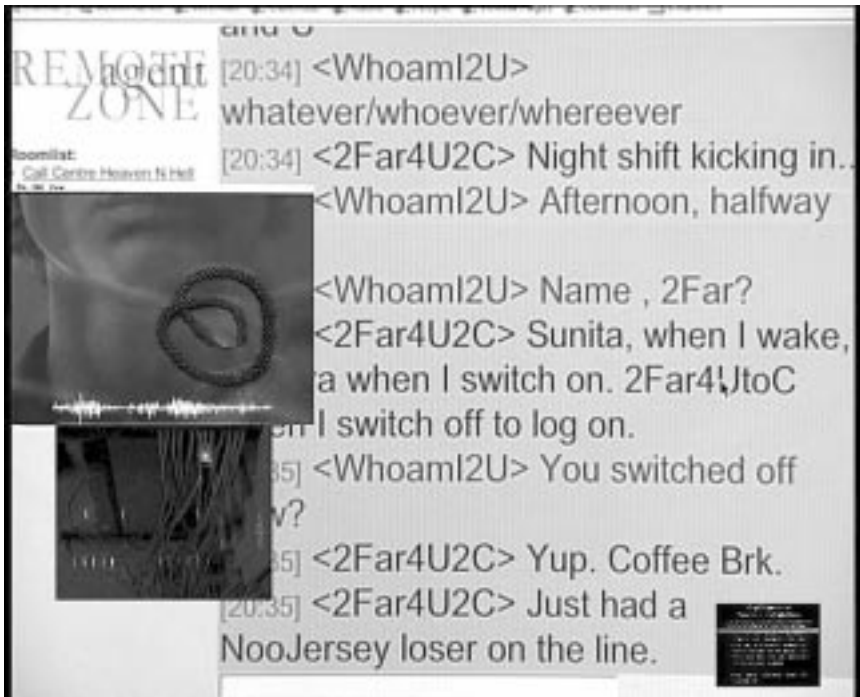 REMOTE
agent
ZONE
Roomlist:
Call Centre Heaven N Hell
and U
[20:34] <WhoamI2U>
whatever/whoever/whereever
[20:34] <2Far4U2C> Night shift kicking in..
<WhoamI2U> Afternoon, halfway
<WhoamI2U> Name , 2Far?
<2Far4U2C> Sunita, when I wake,
a when I switch on. 2Far4UtoC
I switch off to log on.
35] <WhoamI2U> You switched off
w?
35] <2Far4U2C> Yup. Coffee Brk.
[20:35] <2Far4U2C> Just had a
NooJersey loser on the line.